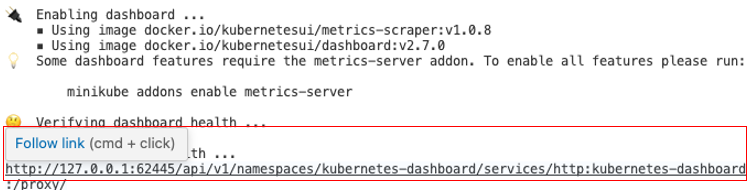 Enabling dashboard ...
▪ Using image docker.io/kubernetesui/metrics-scraper:v1.0.8
▪ Using image docker.io/kubernetesui/dashboard:v2.7.0
Some dashboard features require the metrics-server addon. To enable all features please run:
minikube addons enable metrics-server
Verifying dashboard health ...
Follow link (cmd + click)
lth ...
http://127.0.0.1:62445/api/v1/namespaces/kubernetes-dashboard/services/http:kubernetes-dashboard
:/proxy/